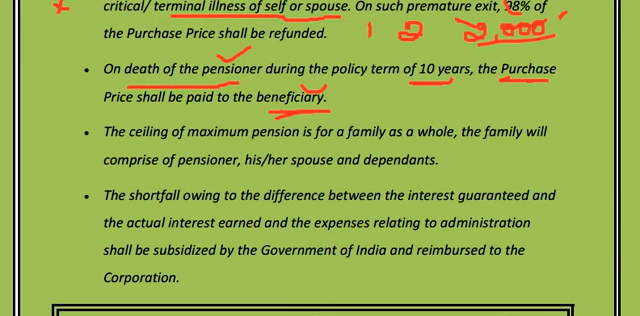 critical/ terminal illness of self or spouse. On such premature exit, 98% of
the Purchase Price shall be refunded.
• On death of the pensioner during the policy term of 10 years, the Purchase
Price shall be paid to the beneficiary.
• The ceiling of maximum pension is for a family as a whole, the family will
comprise of pensioner, his/her spouse and dependants.
• The shortfall owing to the difference between the interest guaranteed and
the actual interest earned and the expenses relating to administration
shall be subsidized by the Government of India and reimbursed to the
Corporation.